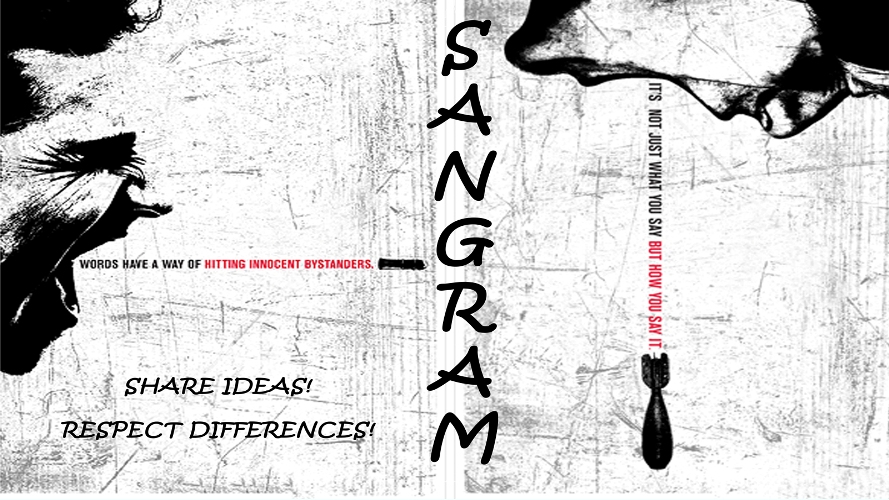 WORDS HAVE A WAY OF HITTING INNOCENT BYSTANDERS.
SHARE IDEAS!
RESPECT DIFFERENCES!
SANGRAM
IT'S NOT JUST WHAT YOU SAY BUT HOW YOU SAY IT.